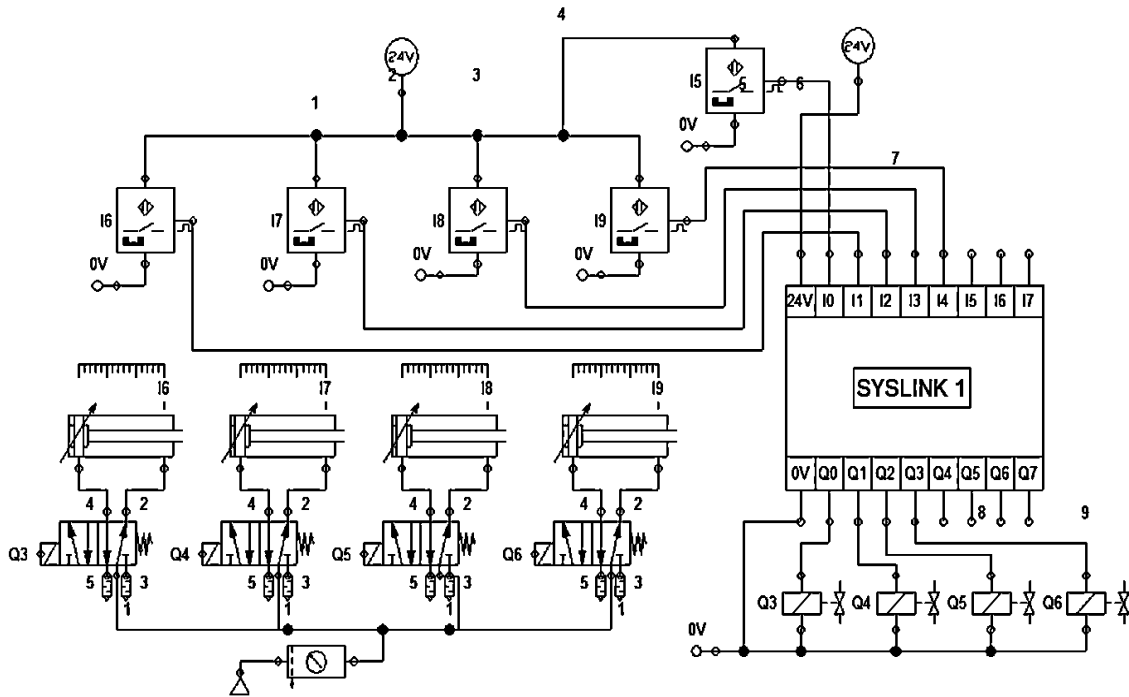 4
24V
24V
2
3
I5
5
6
1
0V
7
I6
I7
I8
I9
0V
0V
0V
0V
24V I0 I1 I2 I3 I4 I5 I6 I7
SYSLINK 1
I6
I7
I8
I9
0V Q0 Q1 Q2 Q3 Q4 Q5 Q6 Q7
4 2
4 2
4 2
4 2
8
9
Q3
Q4
Q5
Q6
5 3
5 3
5 3
5 3
1
1
1
1
Q3
Q4
Q5
Q6
0V